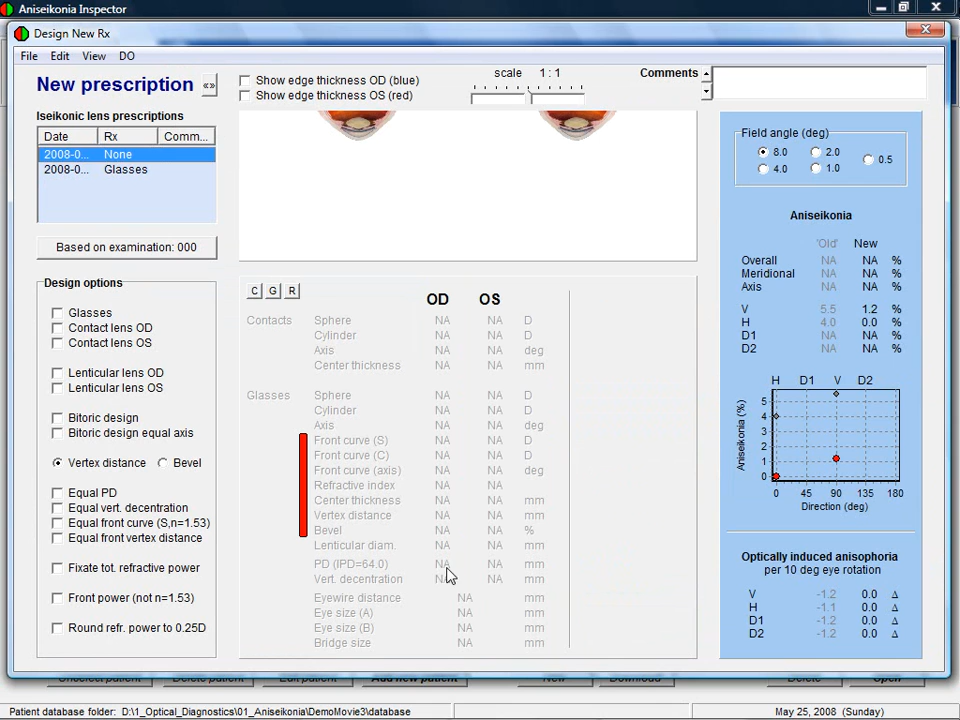 Aniseikonia Inspector
Design New Rx
File Edit View DO
New prescription «»
Iseikonic lens prescriptions
Date Rx Comm...
2008-0... None
2008-0... Glasses
Based on examination: 000
Design options
Glasses
Contact lens OD
Contact lens OS
Lenticular lens OD
Lenticular lens OS
Bitoric design
Bitoric design equal axis
Vertex distance Bevel
Equal PD
Equal vert. decentration
Equal front curve (S,n=1.53)
Equal front vertex distance
Fixate tot. refractive power
Front power (not n=1.53)
Round refr. power to 0.25D
Show edge thickness OD (blue)
Show edge thickness OS (red)
scale 1 : 1
Comments
C G R
OD OS
Contacts Sphere NA NA D
Cylinder NA NA D
Axis NA NA deg
Center thickness NA NA mm
Glasses Sphere NA NA D
Cylinder NA NA D
Axis NA NA deg
Front curve (S) NA NA D
Front curve (C) NA NA D
Front curve (axis) NA NA deg
Refractive index NA NA
Center thickness NA NA mm
Vertex distance NA NA mm
Bevel NA NA %
Lenticular diam. NA NA mm
PD (IPD=64.0) NA NA mm
Vert. decentration NA NA mm
Eyewire distance NA mm
Eye size (A) NA mm
Eye size (B) NA mm
Bridge size NA mm
Field angle (deg)
8.0 2.0 0.5
4.0 1.0
Aniseikonia
'Old' New
Overall NA NA %
Meridional NA NA %
Axis NA NA %
V 5.5 1.2 %
H 4.0 0.0 %
D1 NA NA %
D2 NA NA %
H D1 V D2
Aniseikonia (%)
5
4
3
2
1
0
0 45 90 135 180
Direction (deg)
Optically induced anisophoria
per 10 deg eye rotation
V -1.2 0.0 Δ
H -1.1 0.0 Δ
D1 -1.2 0.0 Δ
D2 -1.2 0.0 Δ
Unselect patient Delete patient Edit patient Add new patient New Download Delete Open
Patient database folder: D:\1_Optical_Diagnostics\01_Aniseikonia\DemoMovie3\database May 25, 2008 (Sunday)